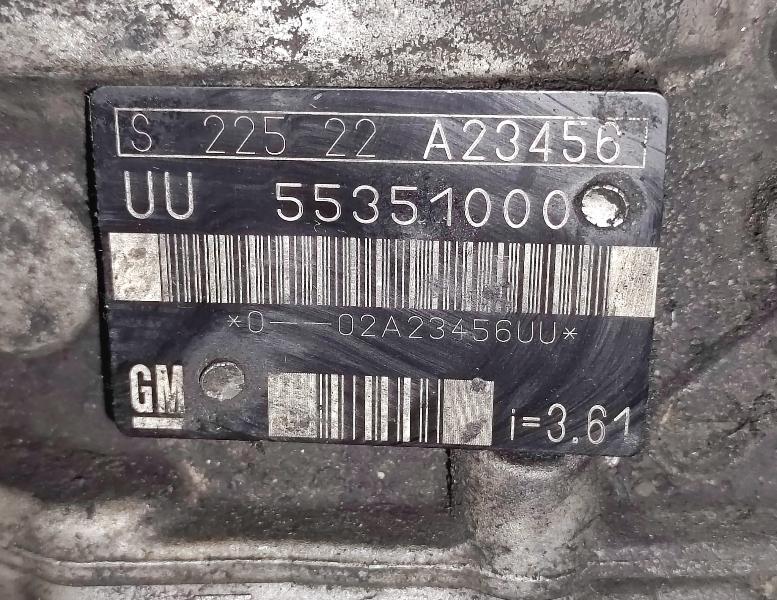 S 225 22 A23456
UU 55351000
*0---02A23456UU*
GM
i=3.61